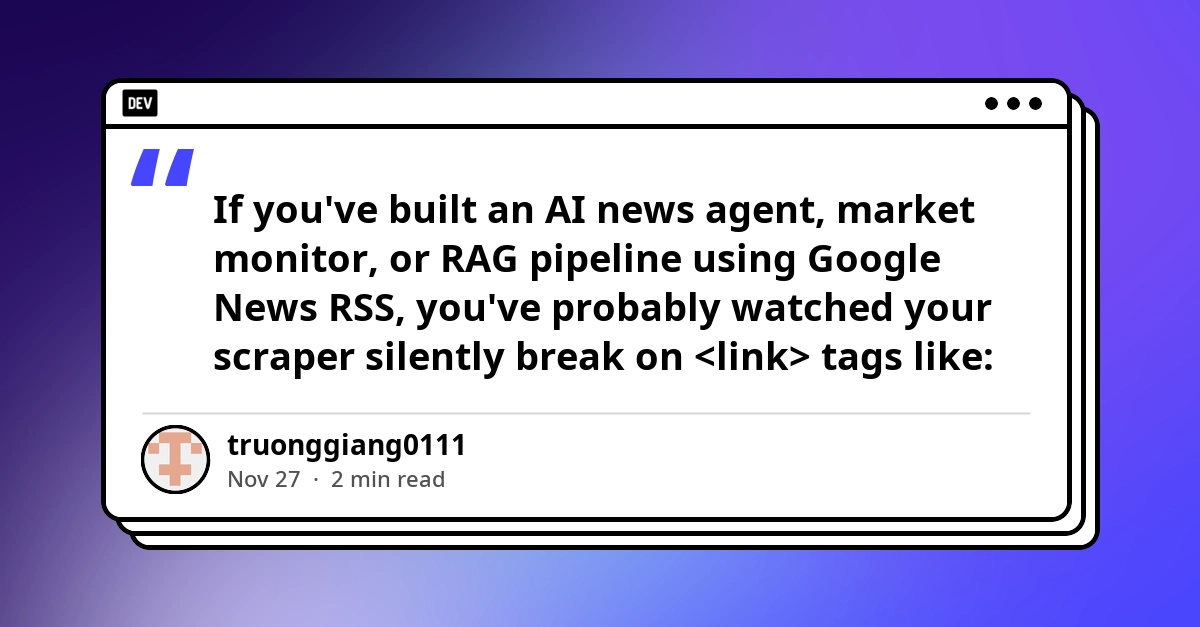 DEV
If you've built an AI news agent, market
monitor, or RAG pipeline using Google
News RSS, you've probably watched your
scraper silently break on <link> tags like:
truonggiang0111
Nov 27 · 2 min read